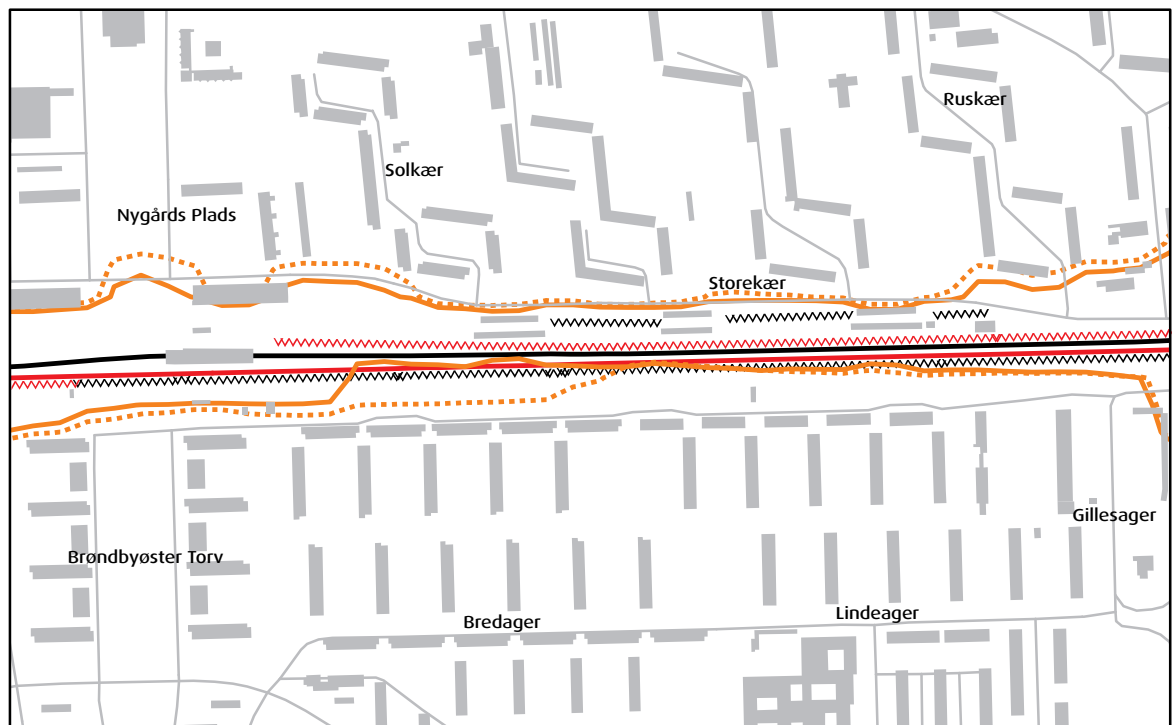 Ruskær
Solkær
Nygårds Plads
Storekær
Gillesager
Brøndbyøster Torv
Lindeager
Bredager